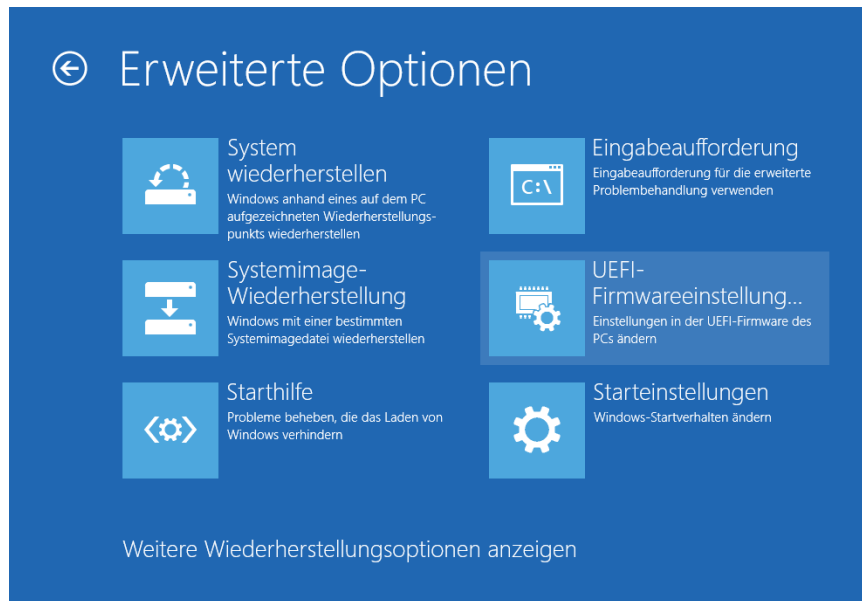 Erweiterte Optionen
System
wiederherstellen
Windows anhand eines auf dem PC
aufgezeichneten Wiederherstellungs-
punkts wiederherstellen
Eingabeaufforderung
Eingabeaufforderung für die erweiterte
Problembehandlung verwenden
C:\
Systemimage-
Wiederherstellung
Windows mit einer bestimmten
Systemimagedatei wiederherstellen
UEFI-
Firmwareeinstellung...
Einstellungen in der UEFI-Firmware des
PCs ändern
Starthilfe
Probleme beheben, die das Laden von
Windows verhindern
Starteinstellungen
Windows-Startverhalten ändern
Weitere Wiederherstellungsoptionen anzeigen